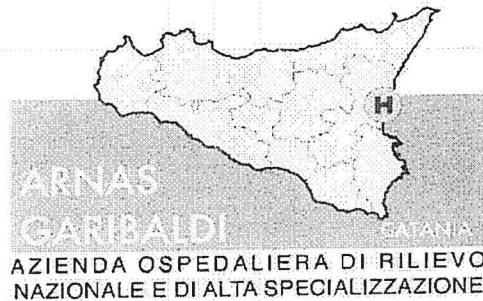 H
ARNAS
GARIBALDI
CATANIA
AZIENDA OSPEDALIERA DI RILIEVO
NAZIONALE E DI ALTA SPECIALIZZAZIONE